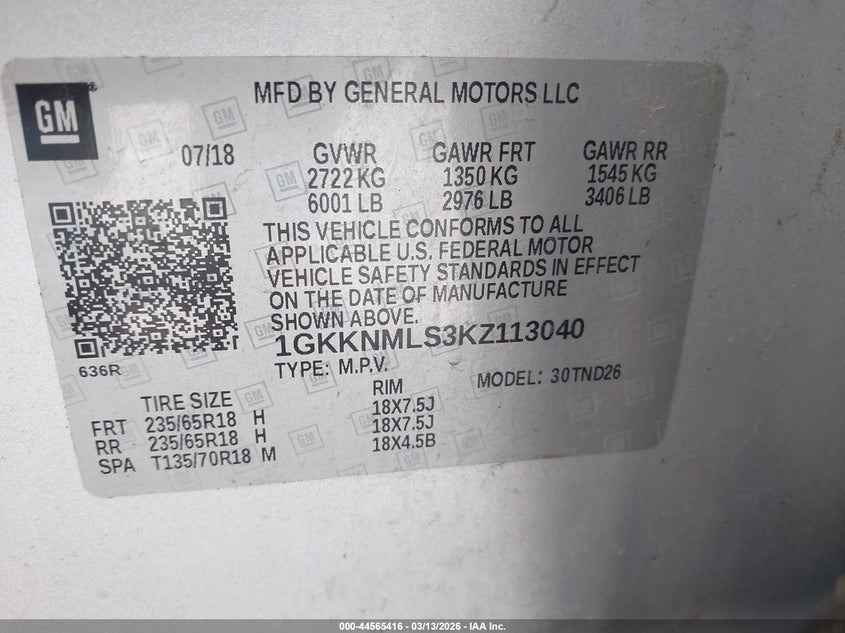 GM
MFD BY GENERAL MOTORS LLC
07/18 GVWR GAWR FRT GAWR RR
2722 KG 1350 KG 1545 KG
6001 LB 2976 LB 3406 LB
THIS VEHICLE CONFORMS TO ALL
APPLICABLE U.S. FEDERAL MOTOR
VEHICLE SAFETY STANDARDS IN EFFECT
ON THE DATE OF MANUFACTURE
SHOWN ABOVE.
1GKKNMLS3KZ113040
636R
TYPE: M.P.V. MODEL: 30TND26
TIRE SIZE RIM
FRT 235/65R18 H 18X7.5J
RR 235/65R18 H 18X7.5J
SPA T135/70R18 M 18X4.5B
000-44565416 - 03/13/2026 - IAA Inc.